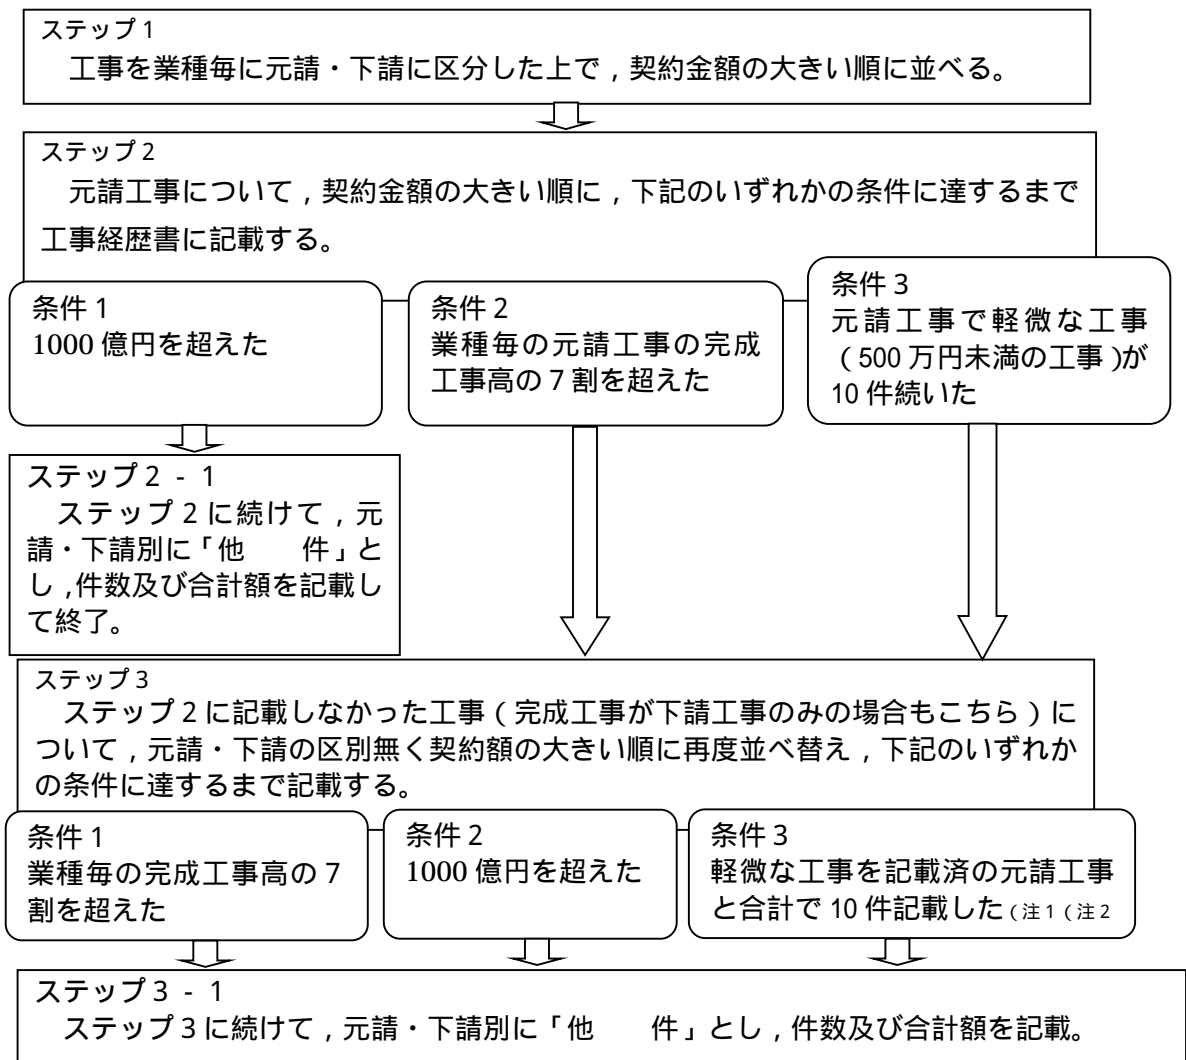 ステップ1
工事を業種毎に元請・下請に区分した上で，契約金額の大きい順に並べる。
ステップ2
元請工事について，契約金額の大きい順に，下記のいずれかの条件に達するまで
工事経歴書に記載する。
条件1
1000億円を超えた
条件2
業種毎の元請工事の完成
工事高の7割を超えた
条件3
元請工事で軽微な工事
（500万円未満の工事）が
10件続いた
ステップ2-1
ステップ2に続けて，元
請・下請別に「他　　件」と
し，件数及び合計額を記載し
て終了。
ステップ3
ステップ2に記載しなかった工事（完成工事が下請工事のみの場合もこちら）に
ついて，元請・下請の区別無く契約額の大きい順に再度並べ替え，下記のいずれか
の条件に達するまで記載する。
条件1
業種毎の完成工事高の7
割を超えた
条件2
1000億円を超えた
条件3
軽微な工事を記載済の元請工事
と合計で10件記載した（注1（注2
ステップ3-1
ステップ3に続けて，元請・下請別に「他　　件」とし，件数及び合計額を記載。